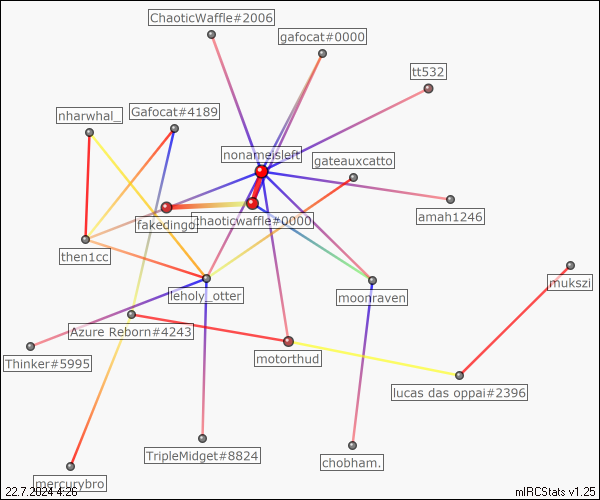 ChaoticWaffle#2006
gafocat#0000
tt532
nharwhal_
Gafocat#4189
nonameisleft
gateauxcatto
fakedingo
Chaoticwaffle#0000
amah1246
then1cc
leholy_otter
moonraven
mukszi
Azure Reborn#4243
Thinker#5995
motorthud
lucas das oppai#2396
TripleMidget#8824
chobham.
mercurybro
22.7.2024 4:26
mIRCStats v1.25